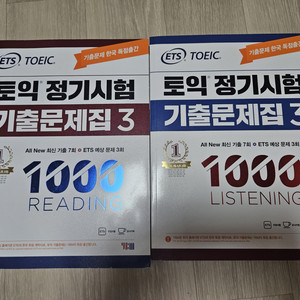 기출문제 한국 독점출간
ETS TOEIC
토익 정기시험
기출문제집 3
All New 최신 기출 7회 + ETS 예상 문제 3회
1000
READING
YBM
기출문제 한국 독점출간
ETS TOEIC
토익 정기시험
기출문제집 3
All New 최신 기출 7회 + ETS 예상 문제 3회
1
1000
LISTENING